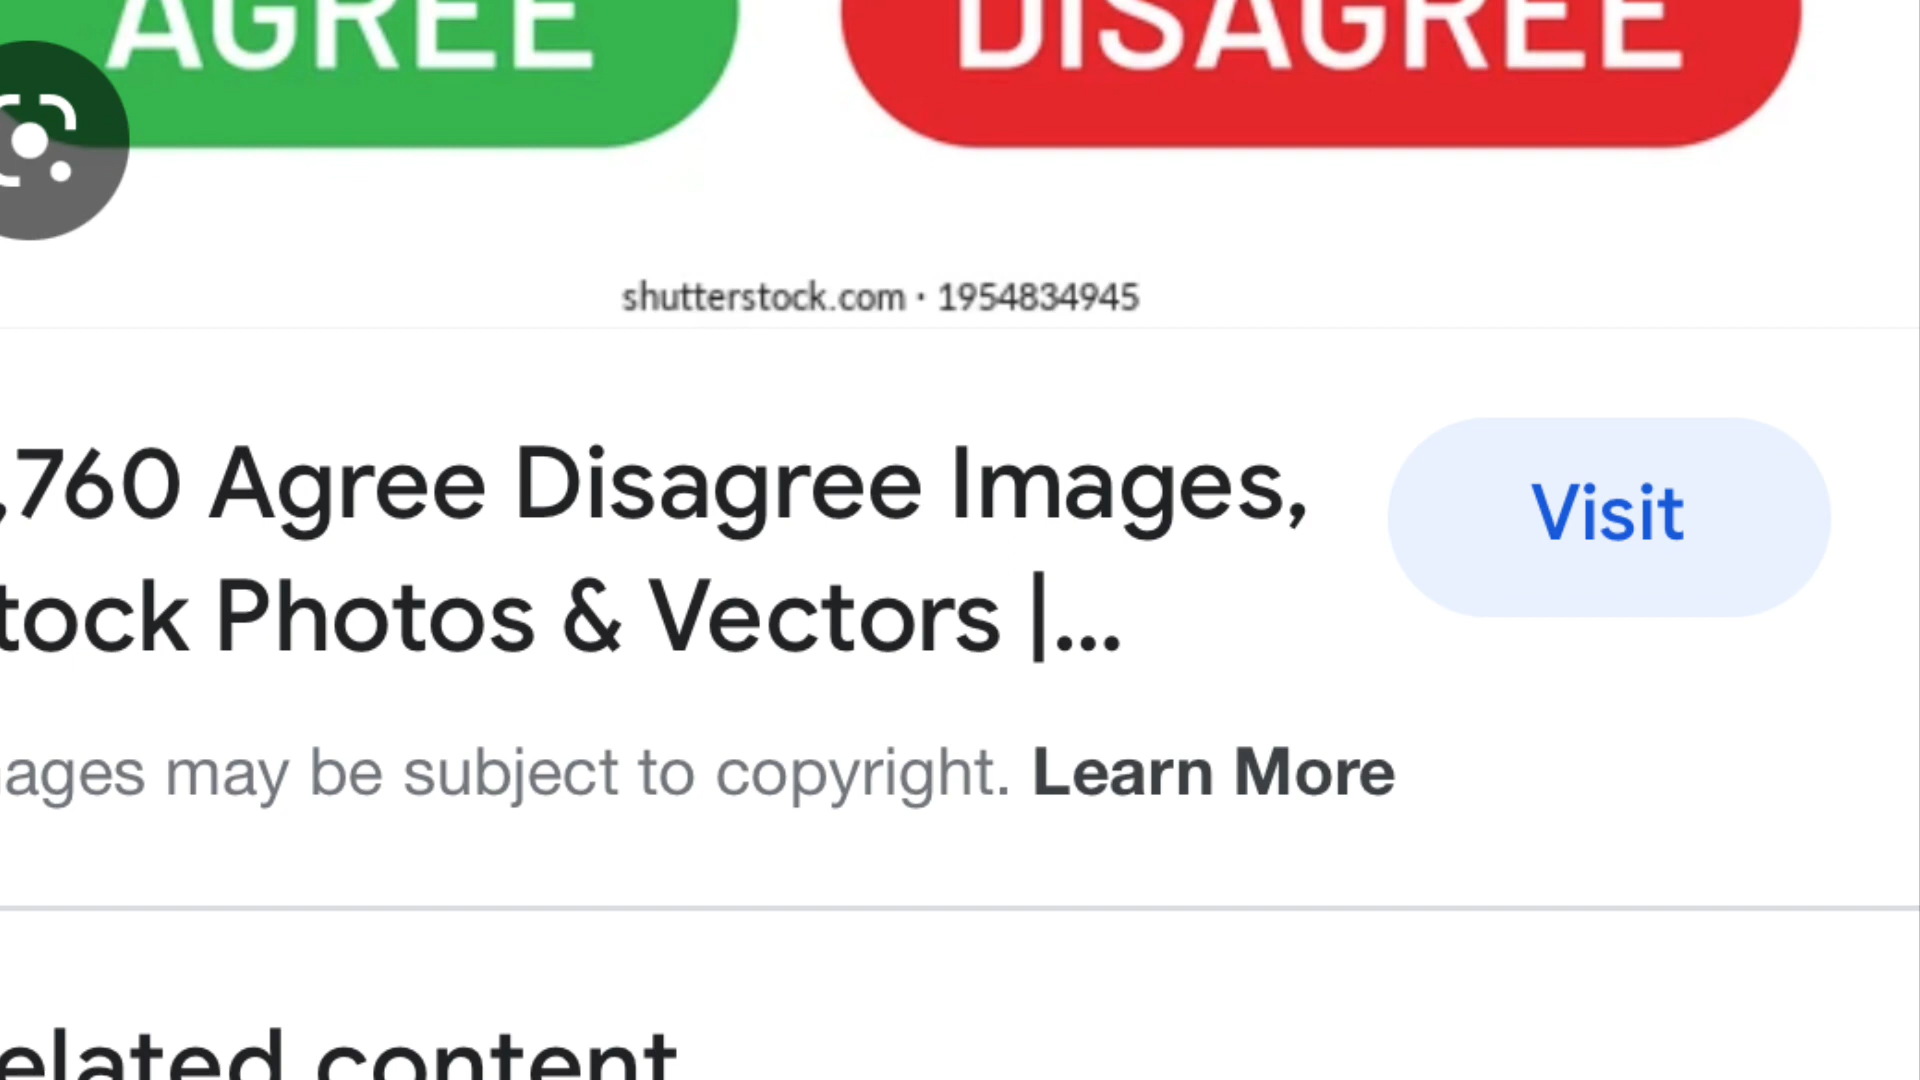 AGREE DISAGREE
shutterstock.com · 1954834945
,760 Agree Disagree Images,
Visit
tock Photos & Vectors |...
ages may be subject to copyright. Learn More
elated content